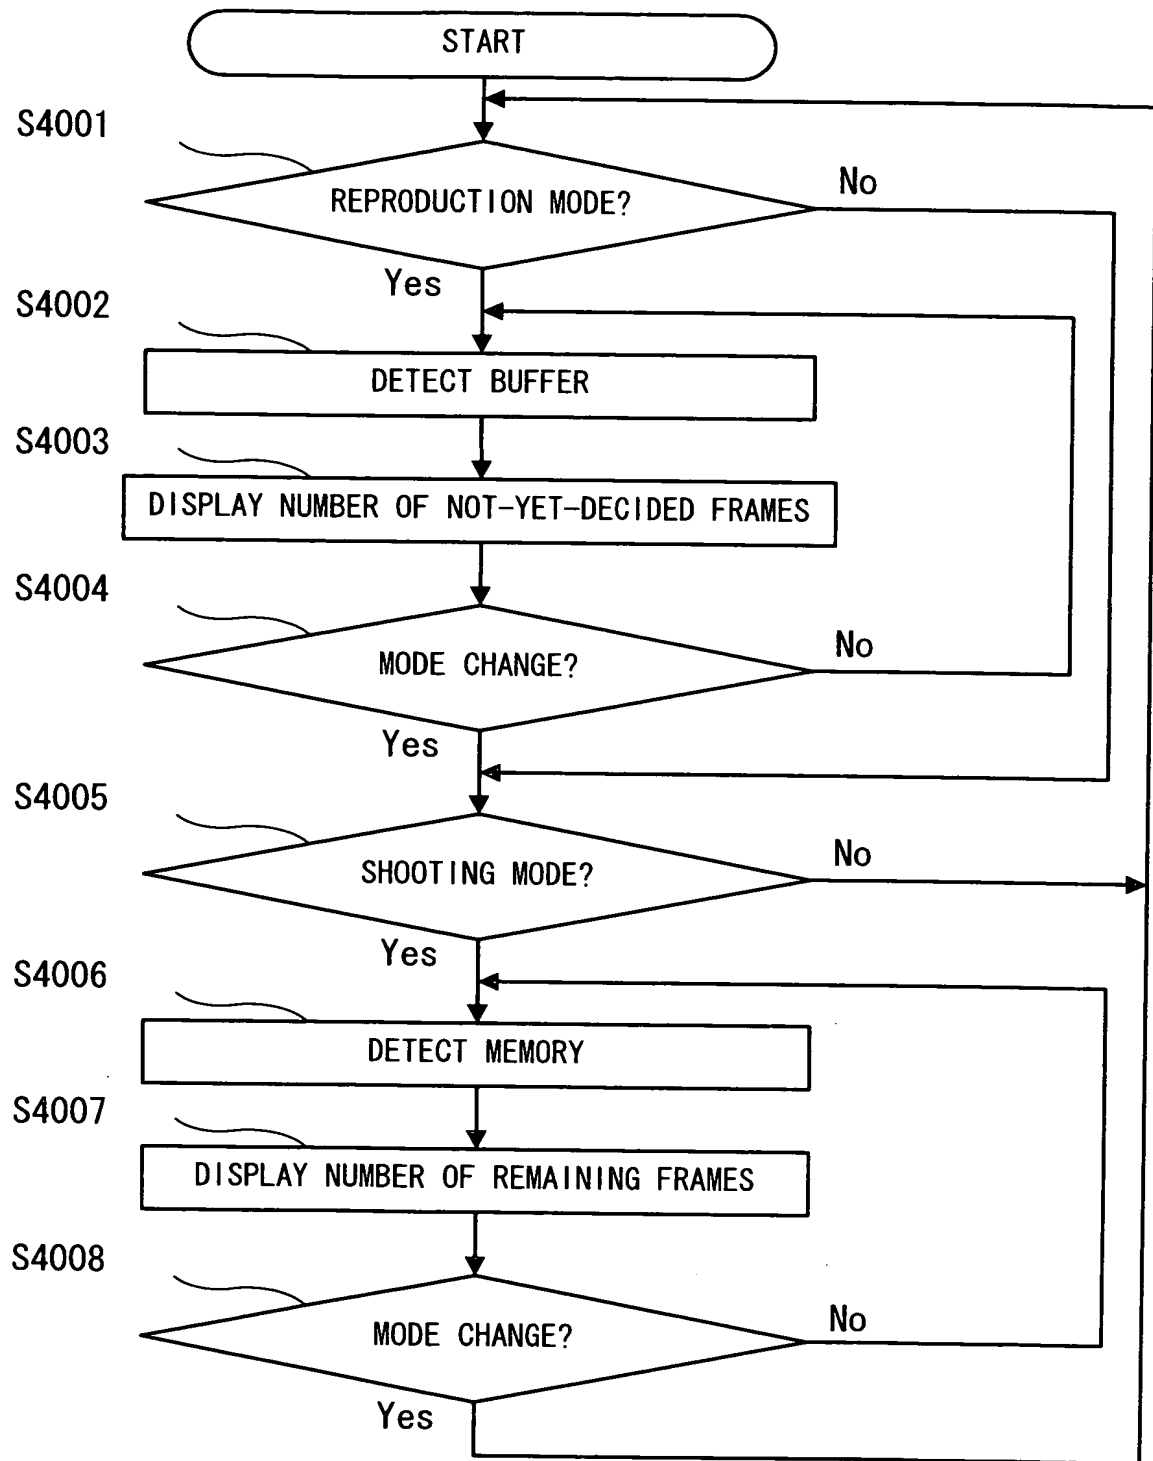 START
S4001
REPRODUCTION MODE?
No
Yes
S4002
DETECT BUFFER
S4003
DISPLAY NUMBER OF NOT-YET-DECIDED FRAMES
S4004
MODE CHANGE?
No
Yes
S4005
SHOOTING MODE?
No
Yes
S4006
DETECT MEMORY
S4007
DISPLAY NUMBER OF REMAINING FRAMES
S4008
MODE CHANGE?
No
Yes